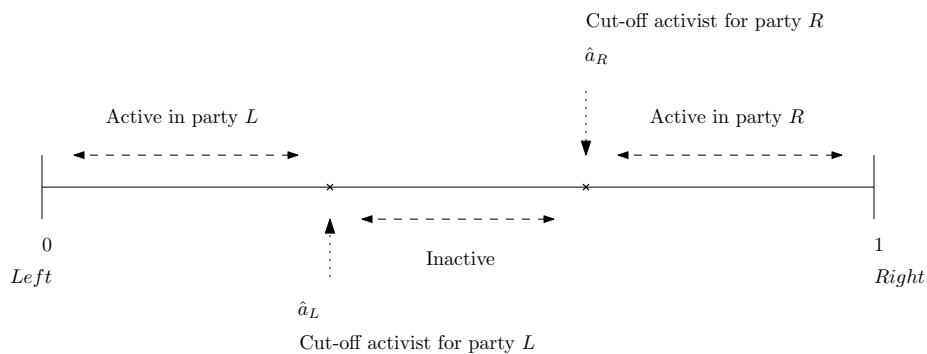 Cut-off activist for party R
â_R
Active in party L
Active in party R
0
1
Left
Inactive
Right
â_L
Cut-off activist for party L